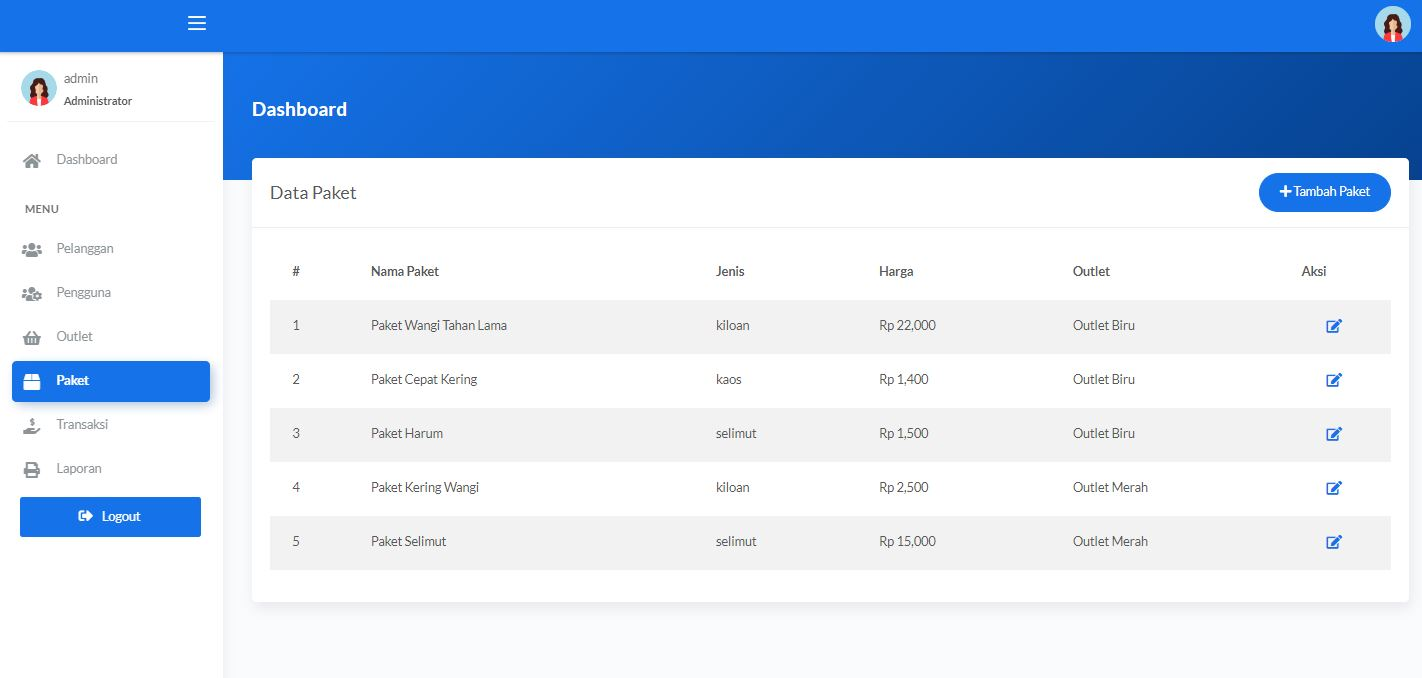 admin
Administrator
Dashboard
MENU
Pelanggan
Pengguna
Outlet
Paket
Transaksi
Laporan
Logout
Dashboard
Data Paket
Tambah Paket
# Nama Paket Jenis Harga Outlet Aksi
1 Paket Wangi Tahan Lama kiloan Rp 22,000 Outlet Biru
2 Paket Cepat Kering kaos Rp 1,400 Outlet Biru
3 Paket Harum selimut Rp 1,500 Outlet Biru
4 Paket Kering Wangi kiloan Rp 2,500 Outlet Merah
5 Paket Selimut selimut Rp 15,000 Outlet Merah